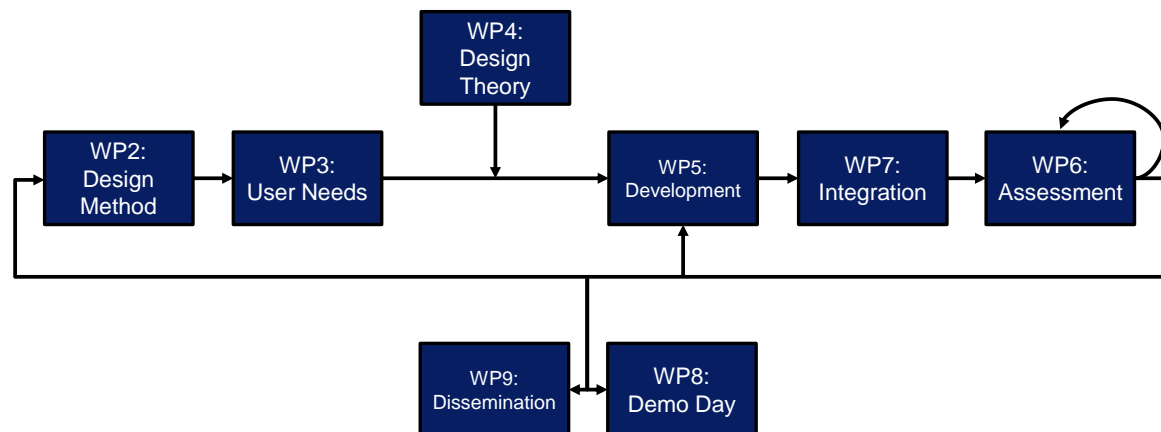 WP4:
Design
Theory
WP2:
Design
Method
WP3:
User Needs
WP5:
Development
WP7:
Integration
WP6:
Assessment
WP9:
Dissemination
WP8:
Demo Day